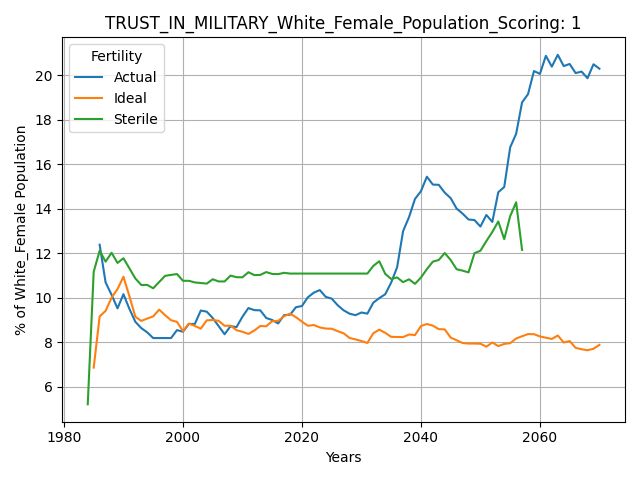 TRUST_IN_MILITARY_White_Female_Population_Scoring: 1
Fertility
Actual
Ideal
Sterile
% of White_Female Population
20
18
16
14
12
10
8
6
1980 2000 2020 2040 2060
Years